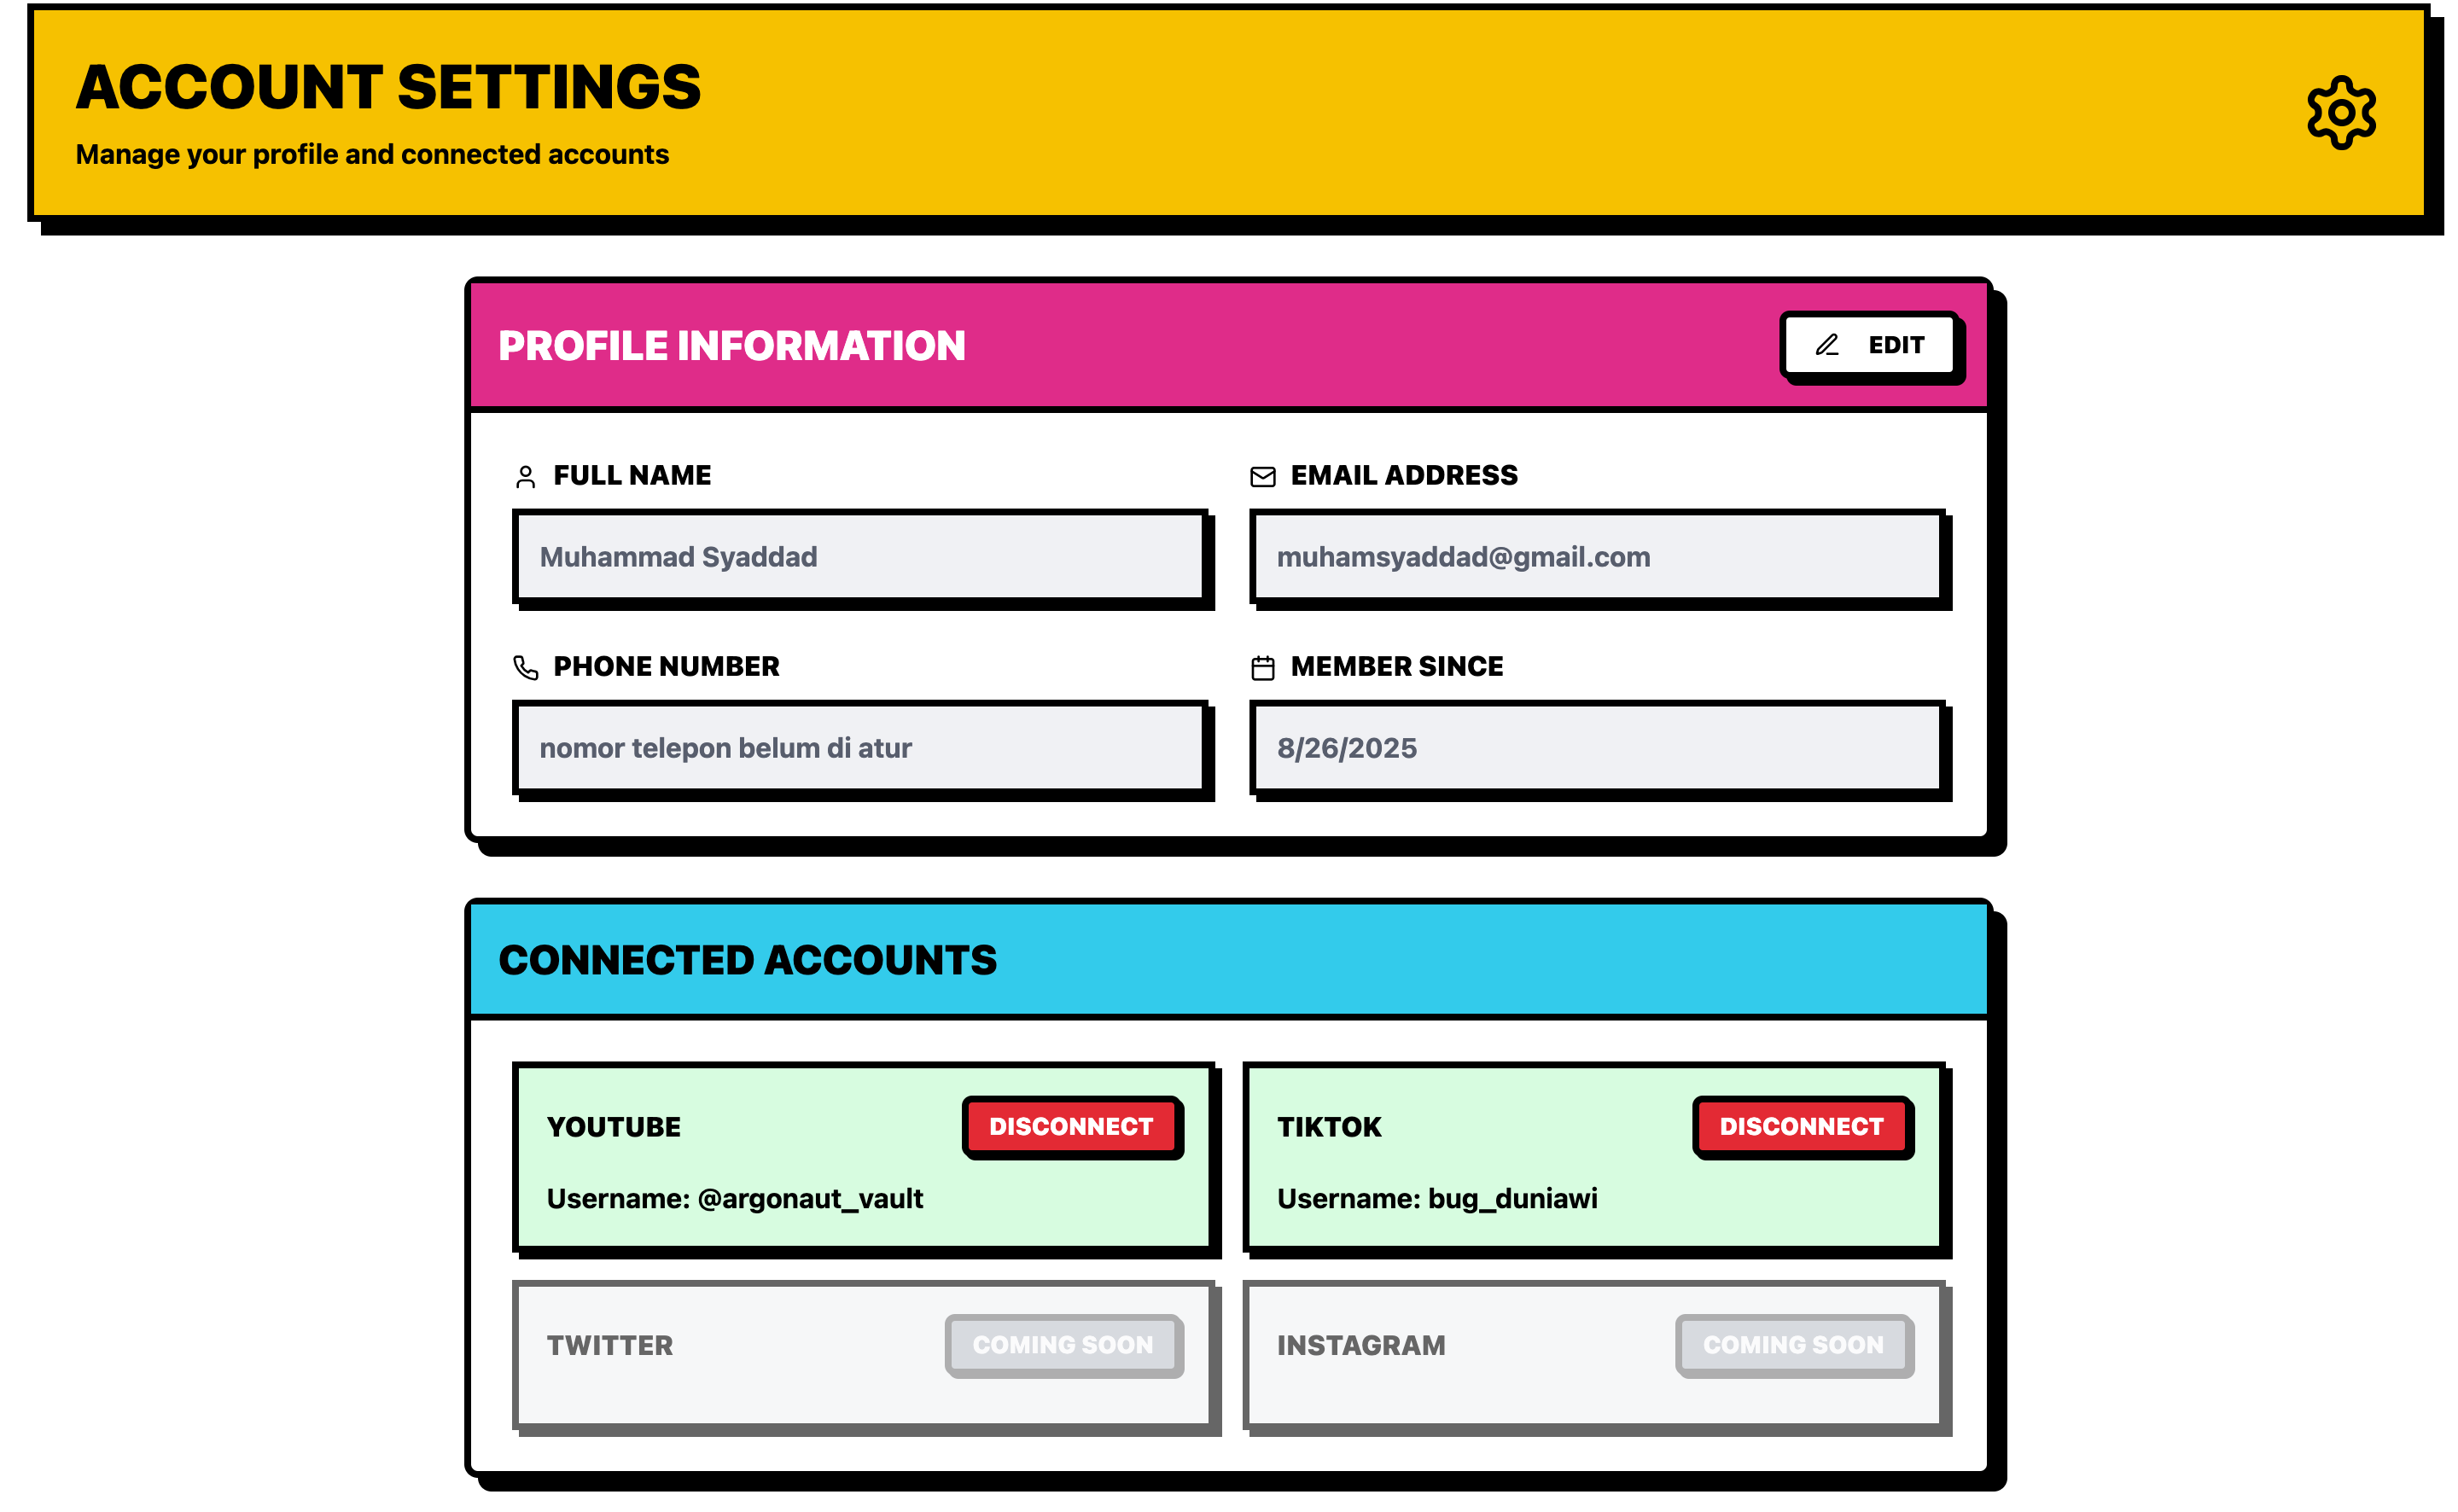 ACCOUNT SETTINGS
Manage your profile and connected accounts
PROFILE INFORMATION
EDIT
FULL NAME
Muhammad Syaddad
EMAIL ADDRESS
muhamsyaddad@gmail.com
PHONE NUMBER
nomor telepon belum di atur
MEMBER SINCE
8/26/2025
CONNECTED ACCOUNTS
YOUTUBE
DISCONNECT
Username: @argonaut_vault
TIKTOK
DISCONNECT
Username: bug_duniawi
TWITTER
COMING SOON
INSTAGRAM
COMING SOON